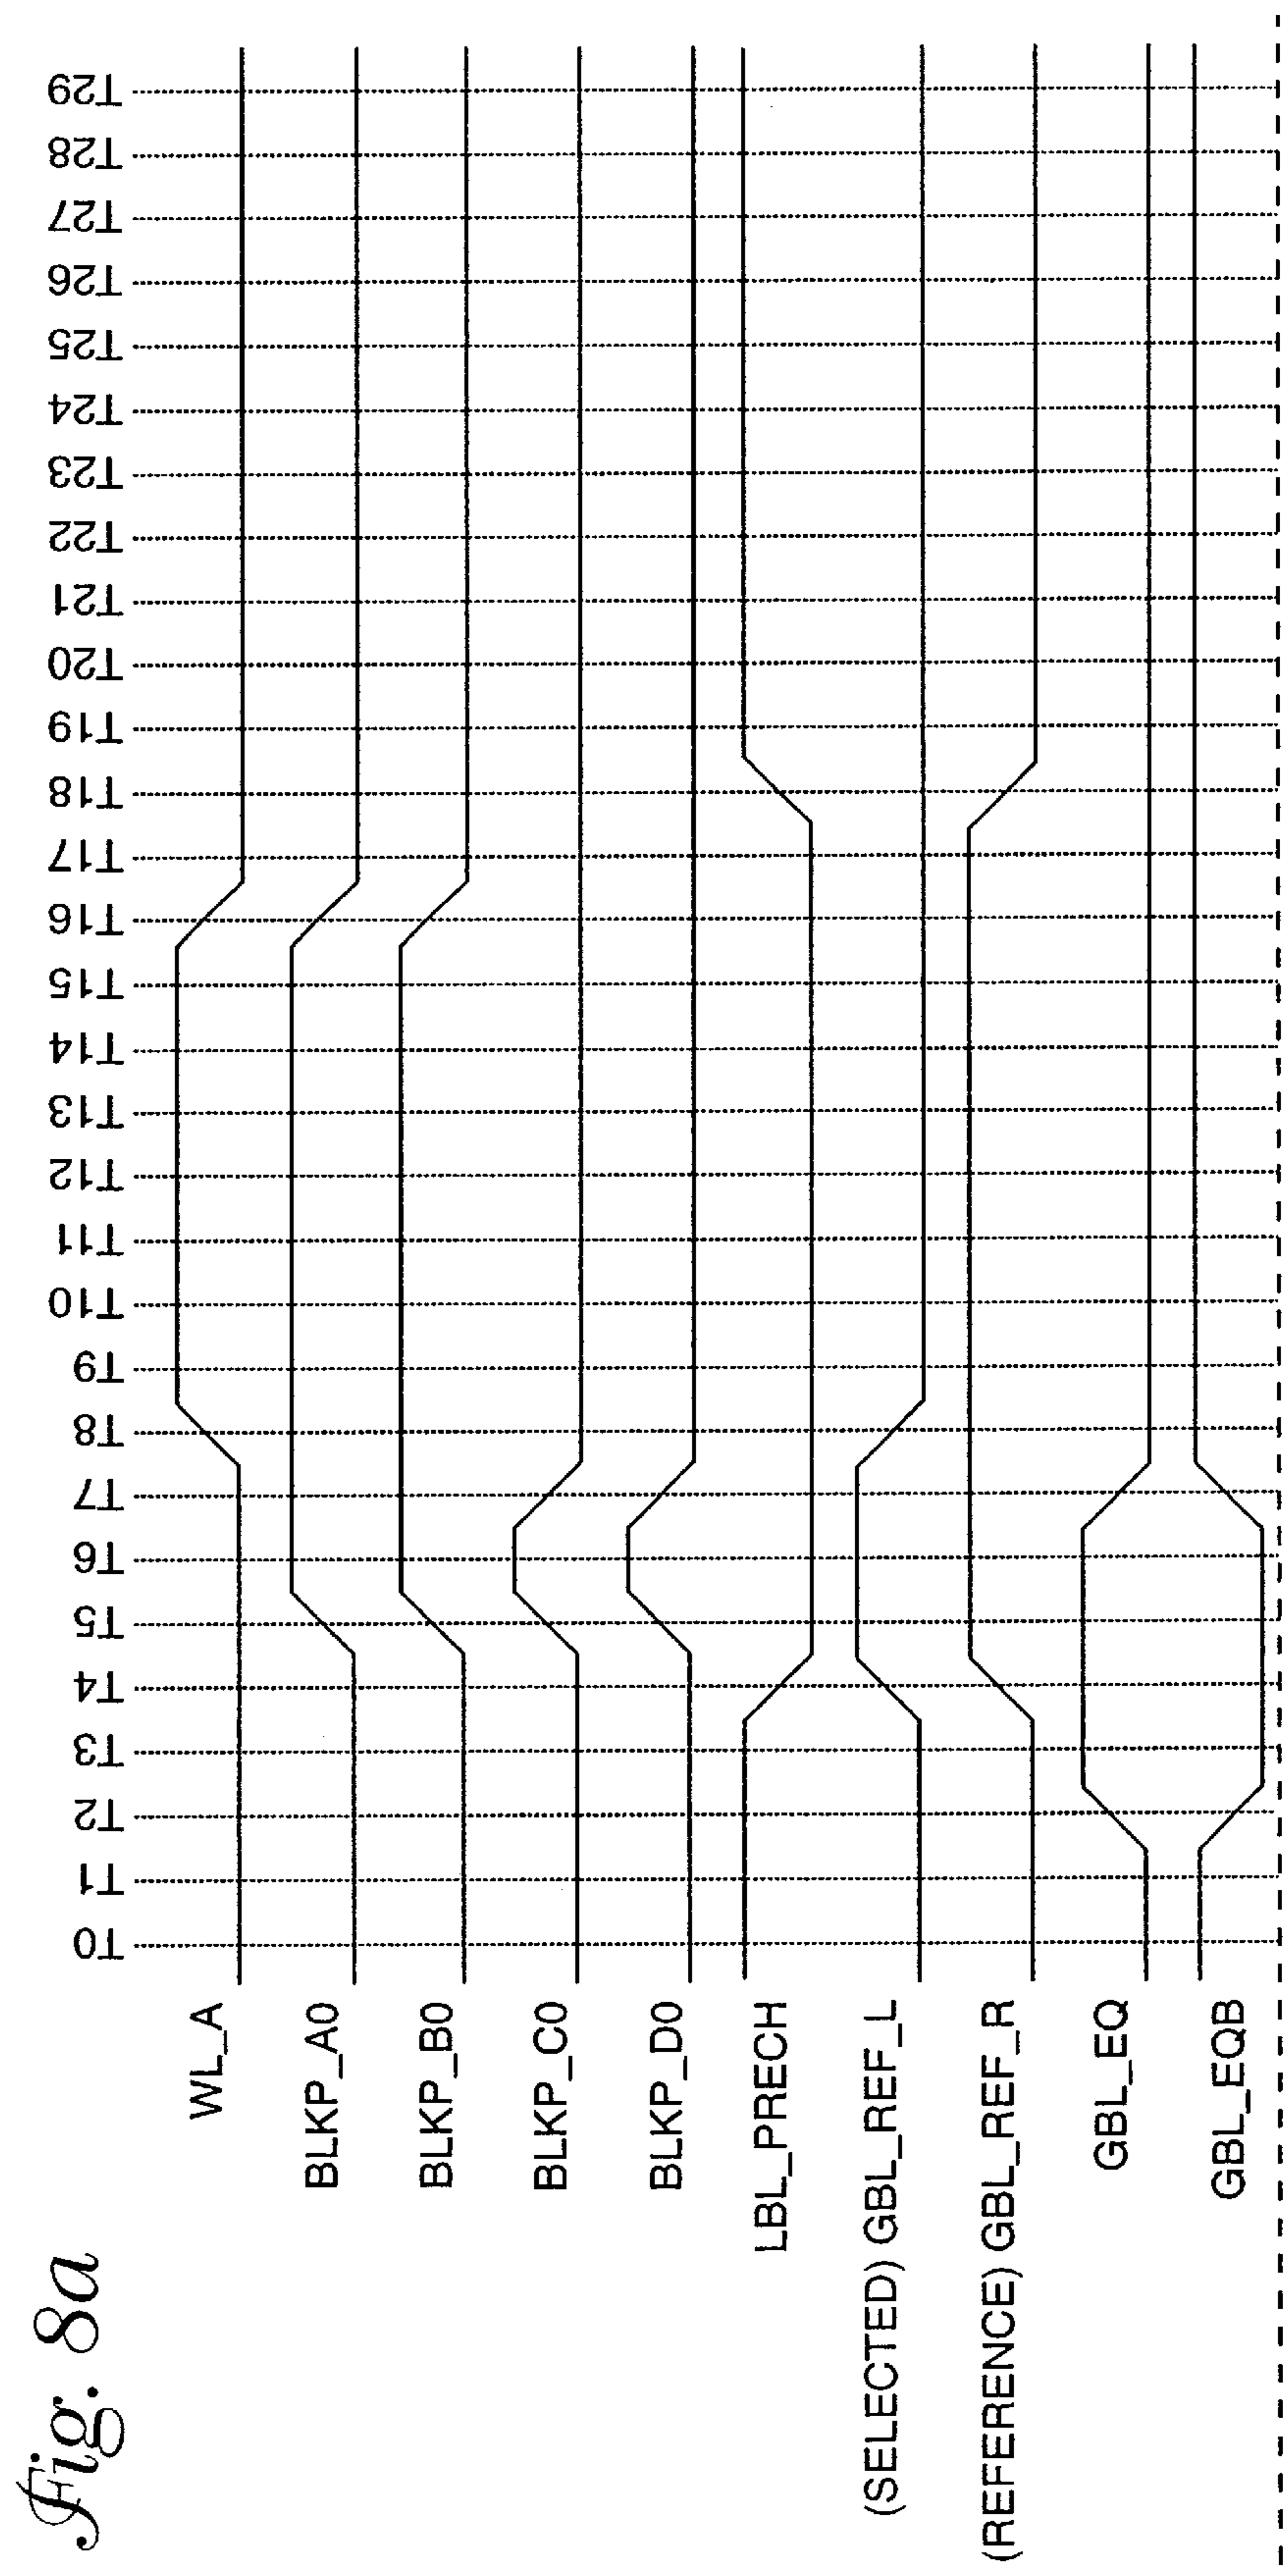 Fig. 8a
T0 T1 T2 T3 T4 T5 T6 T7 T8 T9 T10 T11 T12 T13 T14 T15 T16 T17 T18 T19 T20 T21 T22 T23 T24 T25 T26 T27 T28 T29
WL_A
BLKP_A0
BLKP_B0
BLKP_C0
BLKP_D0
LBL_PRECH
(SELECTED) GBL_REF_L
(REFERENCE) GBL_REF_R
GBL_EQ
GBL_EQB